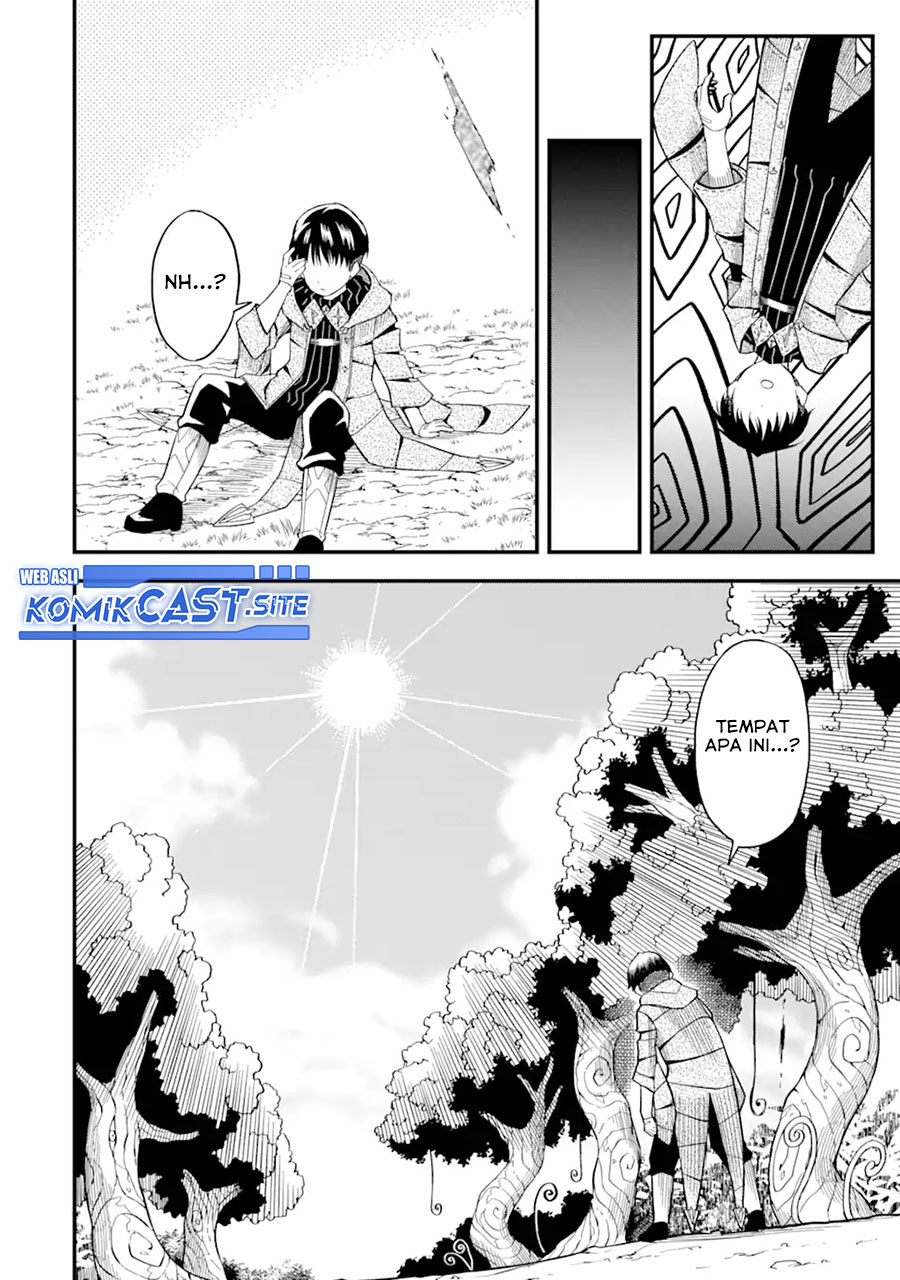 NH...?
WEB ASLI
KOMIKCAST.SITE
TEMPAT
APA INI...?